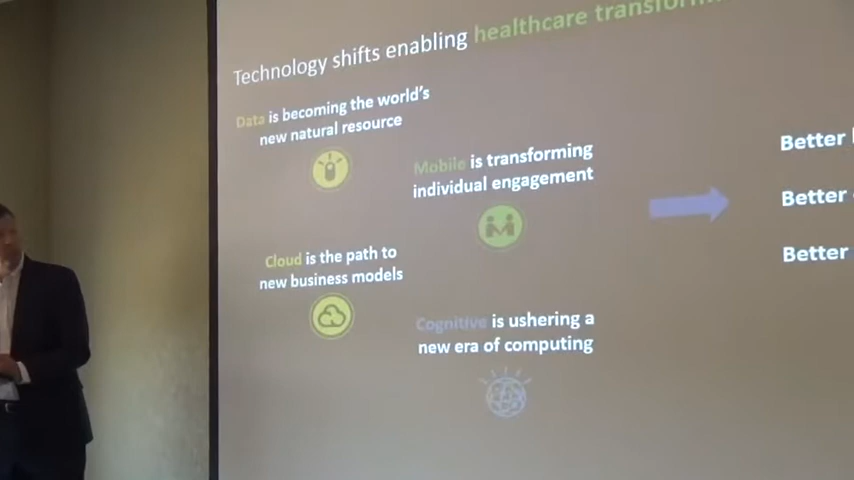 Technology shifts enabling healthcare
Data is becoming the world's
new natural resource
Mobile is transforming
individual engagement
Cloud is the path to
new business models
Cognitive is ushering a
new era of computing
Better
Better
Better